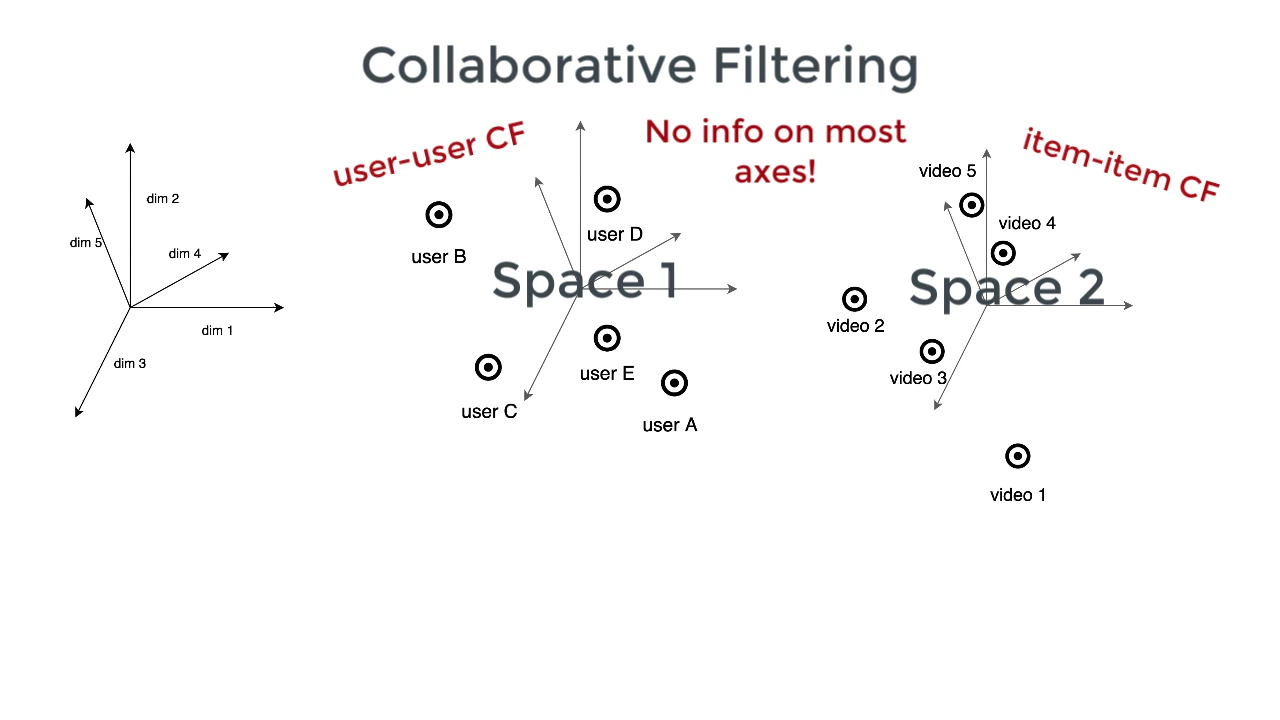 Collaborative Filtering
dim 2
dim 5
dim 4
dim 1
dim 3
user-user CF
No info on most
axes!
user B
user D
Space 1
user E
user C
user A
item-item CF
video 5
video 4
Space 2
video 2
video 3
video 1